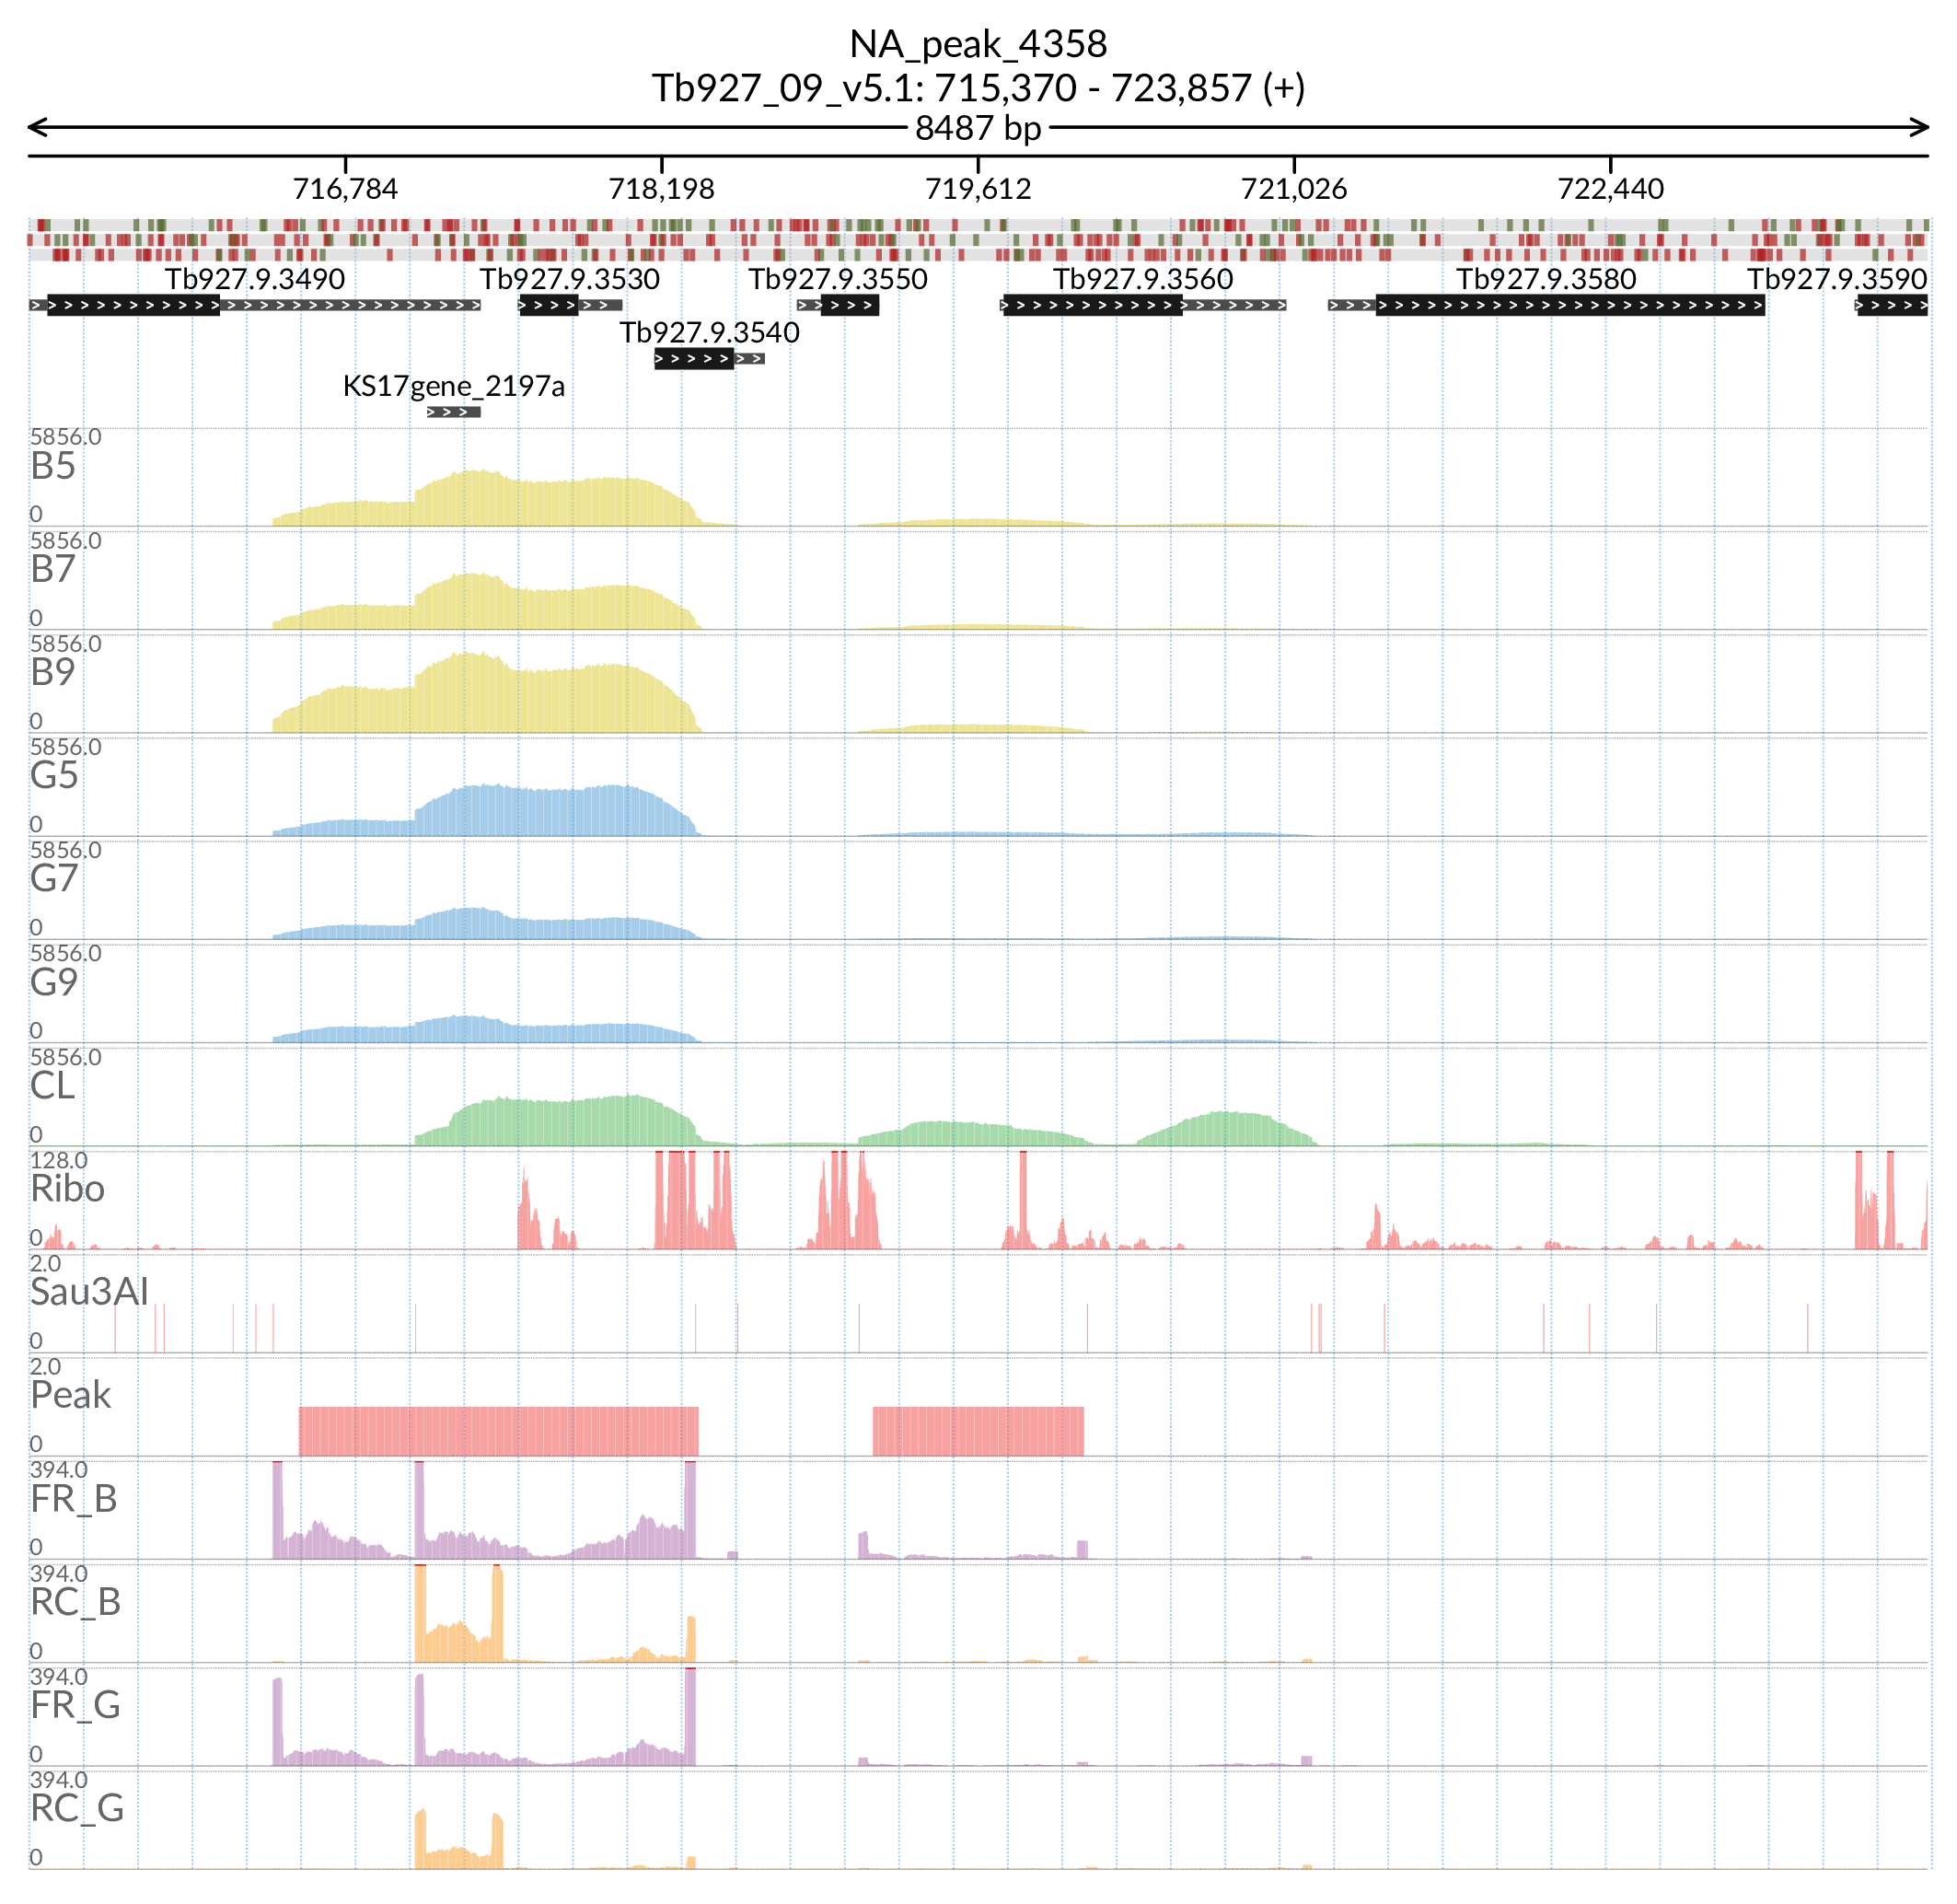 NA_peak_4358
Tb927_09_v5.1: 715,370 - 723,857 (+)
8487 bp
716,784 718,198 719,612 721,026 722,440
Tb927.9.3490 Tb927.9.3530 Tb927.9.3550 Tb927.9.3560 Tb927.9.3580 Tb927.9.3590
Tb927.9.3540
KS17gene_2197a
5856.0
B5
0
5856.0
B7
0
5856.0
B9
0
5856.0
G5
0
5856.0
G7
0
5856.0
G9
0
5856.0
CL
0
128.0
Ribo
0
2.0
Sau3AI
0
2.0
Peak
0
394.0
FR_B
0
394.0
RC_B
0
394.0
FR_G
0
394.0
RC_G
0